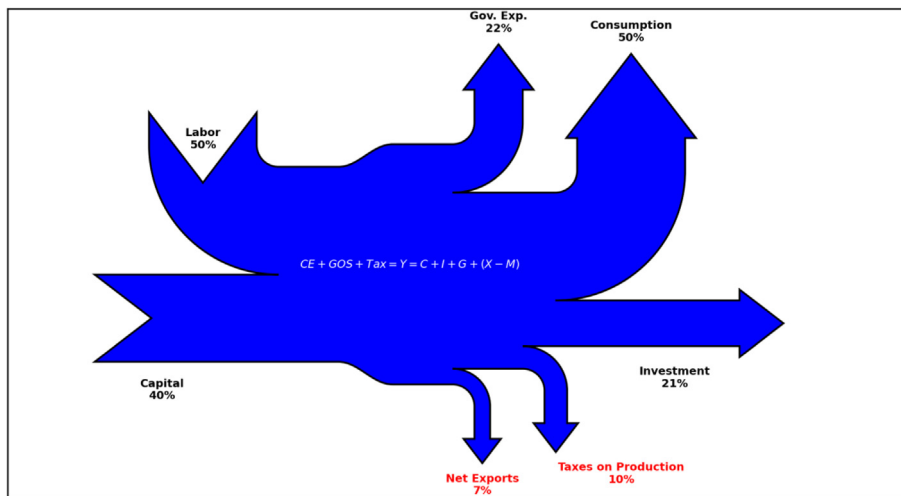 Gov. Exp.
22%
Consumption
50%
Labor
50%
CE + GOS + Tax = Y = C + I + G + (X − M)
Capital
40%
Investment
21%
Taxes on Production
10%
Net Exports
7%